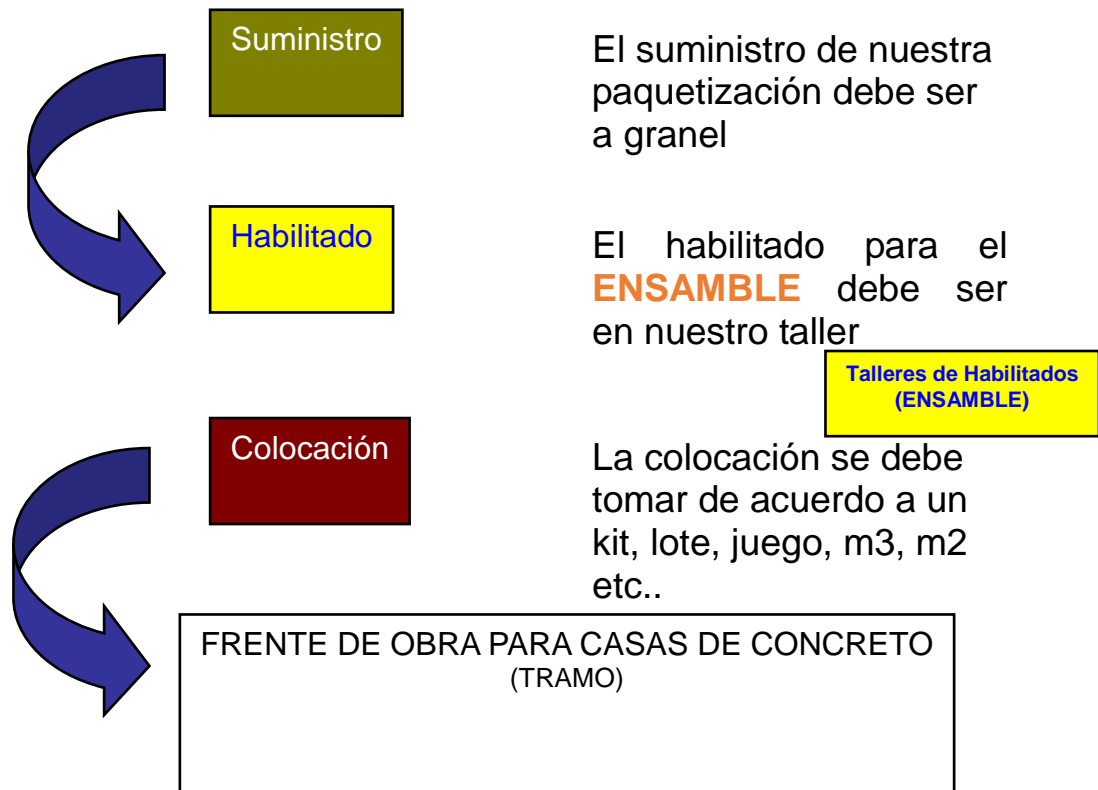 Suministro
El suministro de nuestra
paquetización debe ser
a granel
Habilitado
El habilitado para el
ENSAMBLE debe ser
en nuestro taller
Talleres de Habilitados
(ENSAMBLE)
Colocación
La colocación se debe
tomar de acuerdo a un
kit, lote, juego, m3, m2
etc..
FRENTE DE OBRA PARA CASAS DE CONCRETO
(TRAMO)